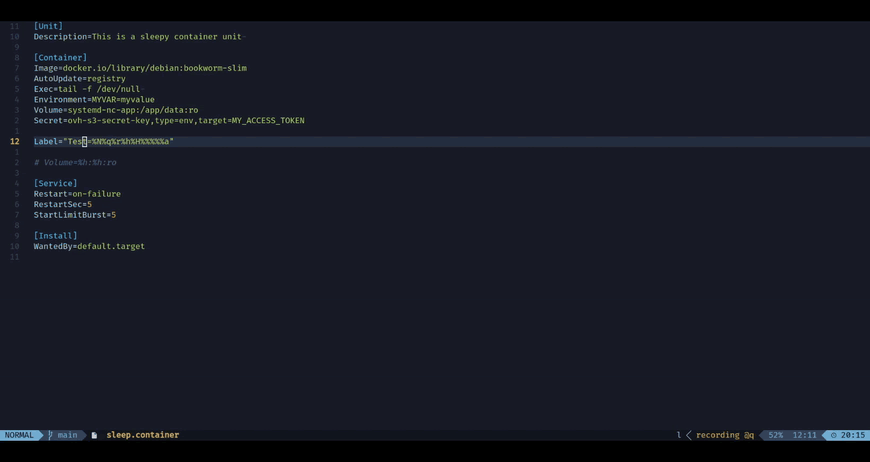 11 [Unit]
10 Description=This is a sleepy container unit
9
8 [Container]
7 Image=docker.io/library/debian:bookworm-slim
6 AutoUpdate=registry
5 Exec=tail -f /dev/null
4 Environment=MYVAR=myvalue
3 Volume=systemd-nc-app:/app/data:ro
2 Secret=ovh-s3-secret-key,type=env,target=MY_ACCESS_TOKEN
1
12 Label="Test=%N%q%r%h%H%%%%%a"
1
2 # Volume=%h:%h:ro
3
4 [Service]
5 Restart=on-failure
6 RestartSec=5
7 StartLimitBurst=5
8
9 [Install]
10 WantedBy=default.target
11
NORMAL main sleep.container l recording @q 52% 12:11 20:15